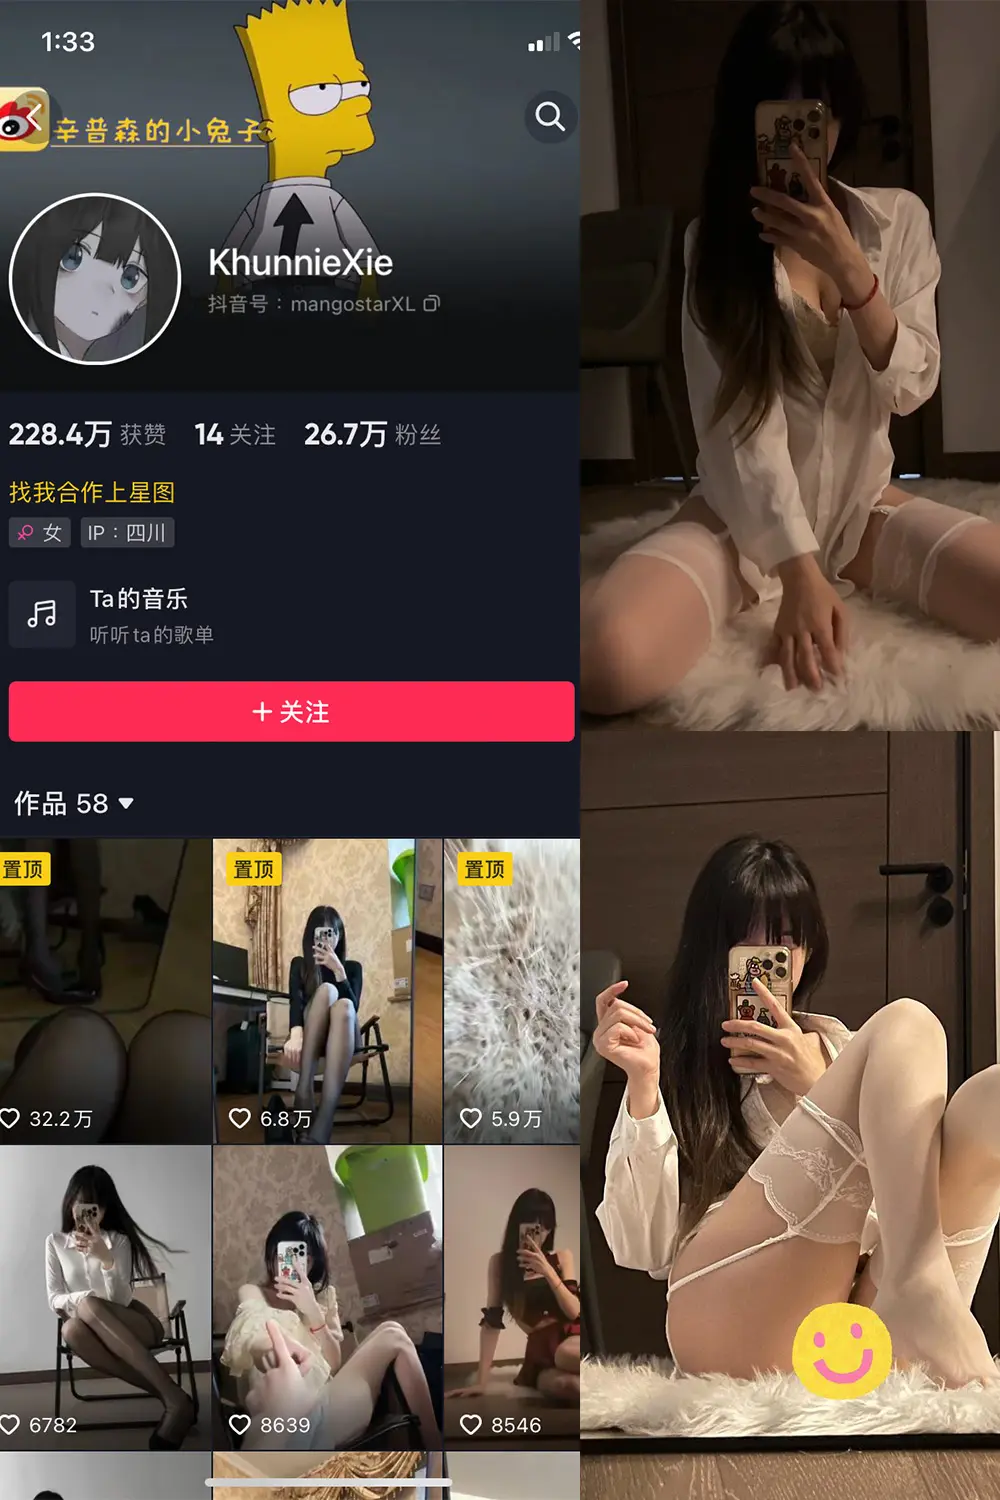 1:33
辛普森的小兔子
KhunnieXie
抖音号：mangostarXL
228.4万 获赞 14 关注 26.7万 粉丝
找我合作上星图
女 IP：四川
Ta的音乐
听听ta的歌单
+ 关注
作品 58
置顶 置顶 置顶
32.2万 6.8万 5.9万
6782 8639 8546